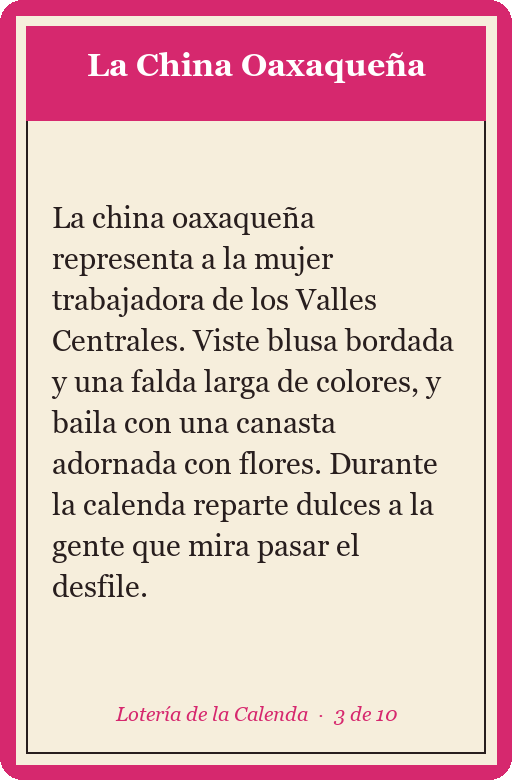 La China Oaxaqueña
La china oaxaqueña
representa a la mujer
trabajadora de los Valles
Centrales. Viste blusa bordada
y una falda larga de colores, y
baila con una canasta
adornada con flores. Durante
la calenda reparte dulces a la
gente que mira pasar el
desfile.
Lotería de la Calenda · 3 de 10